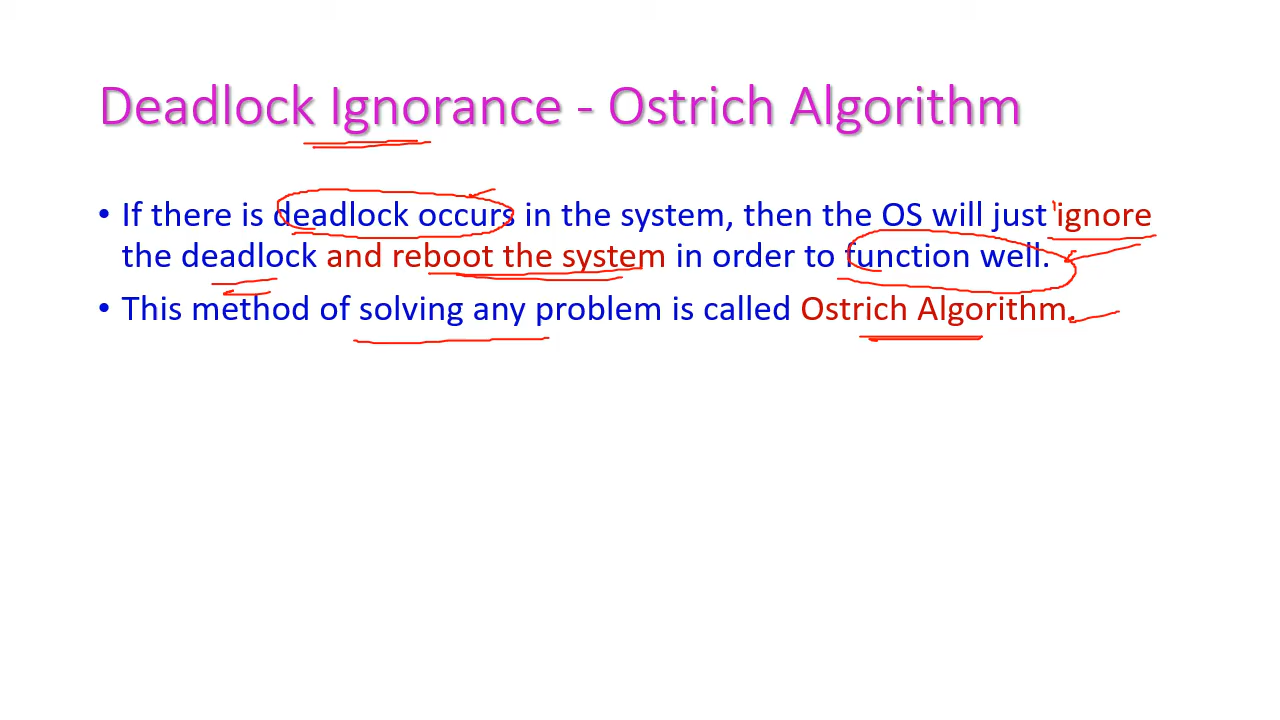 Deadlock Ignorance - Ostrich Algorithm
• If there is deadlock occurs in the system, then the OS will just ignore
the deadlock and reboot the system in order to function well.
• This method of solving any problem is called Ostrich Algorithm.